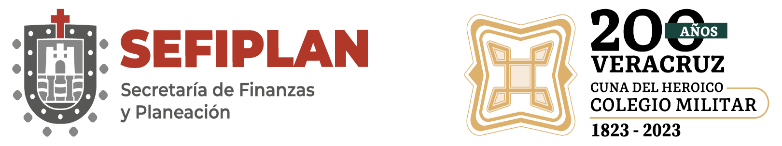 SEFIPLAN
Secretaría de Finanzas
y Planeación
200 AÑOS
VERACRUZ
CUNA DEL HEROICO
COLEGIO MILITAR
1823 - 2023